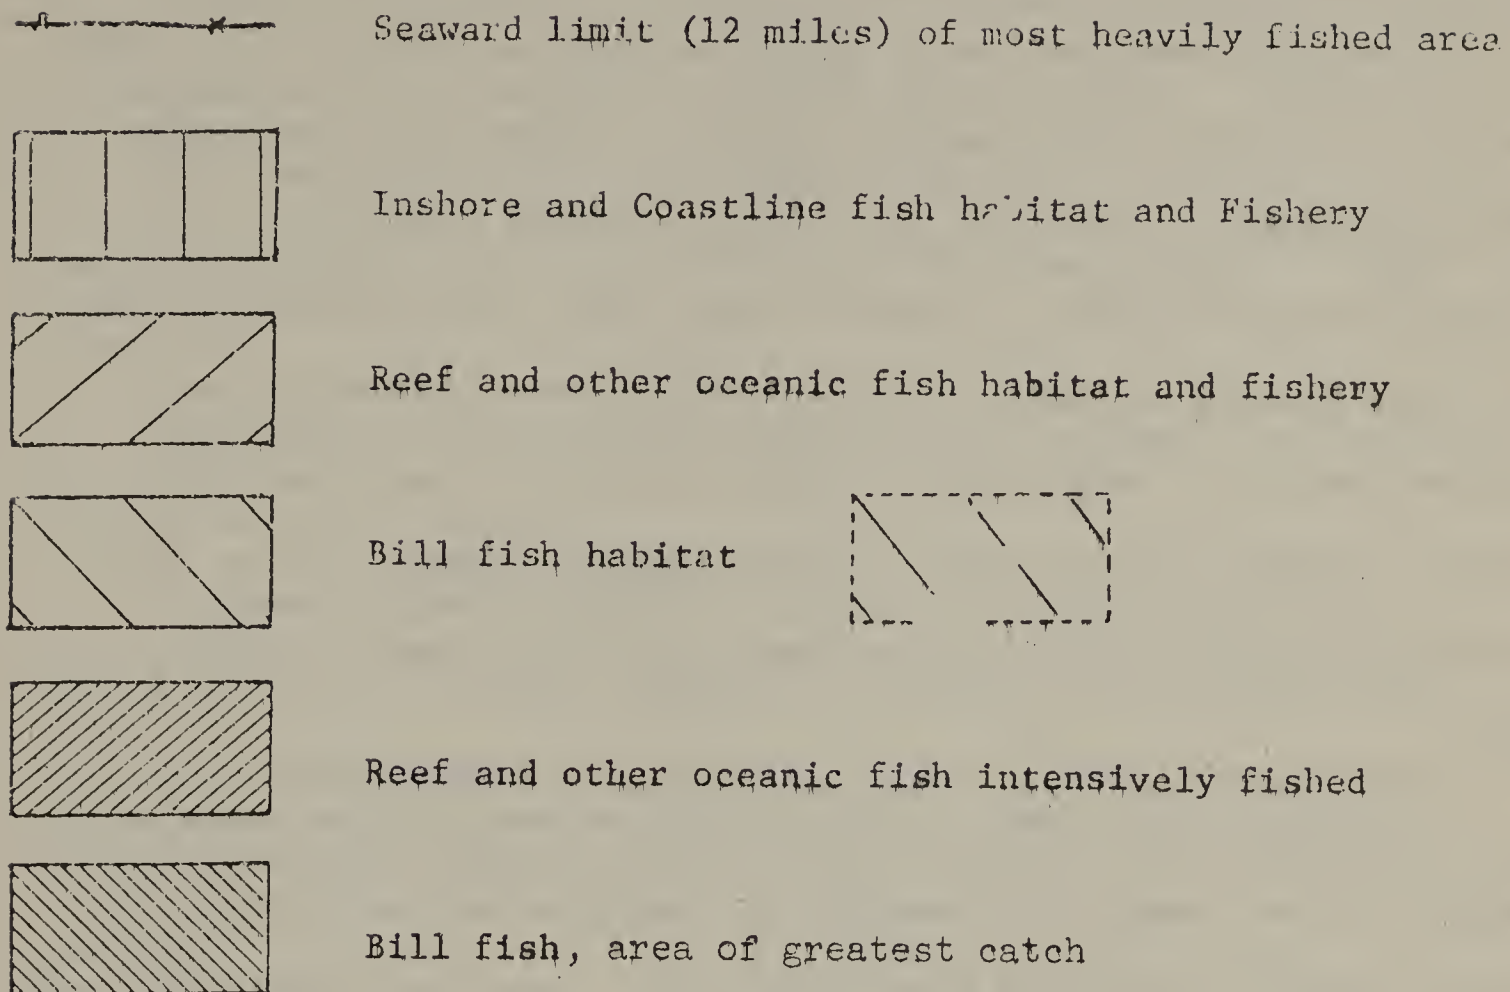 Seaward limit (12 miles) of most heavily fished area
Inshore and Coastline fish habitat and Fishery
Reef and other oceanic fish habitat and fishery
Bill fish habitat
Reef and other oceanic fish intensively fished
Bill fish, area of greatest catch